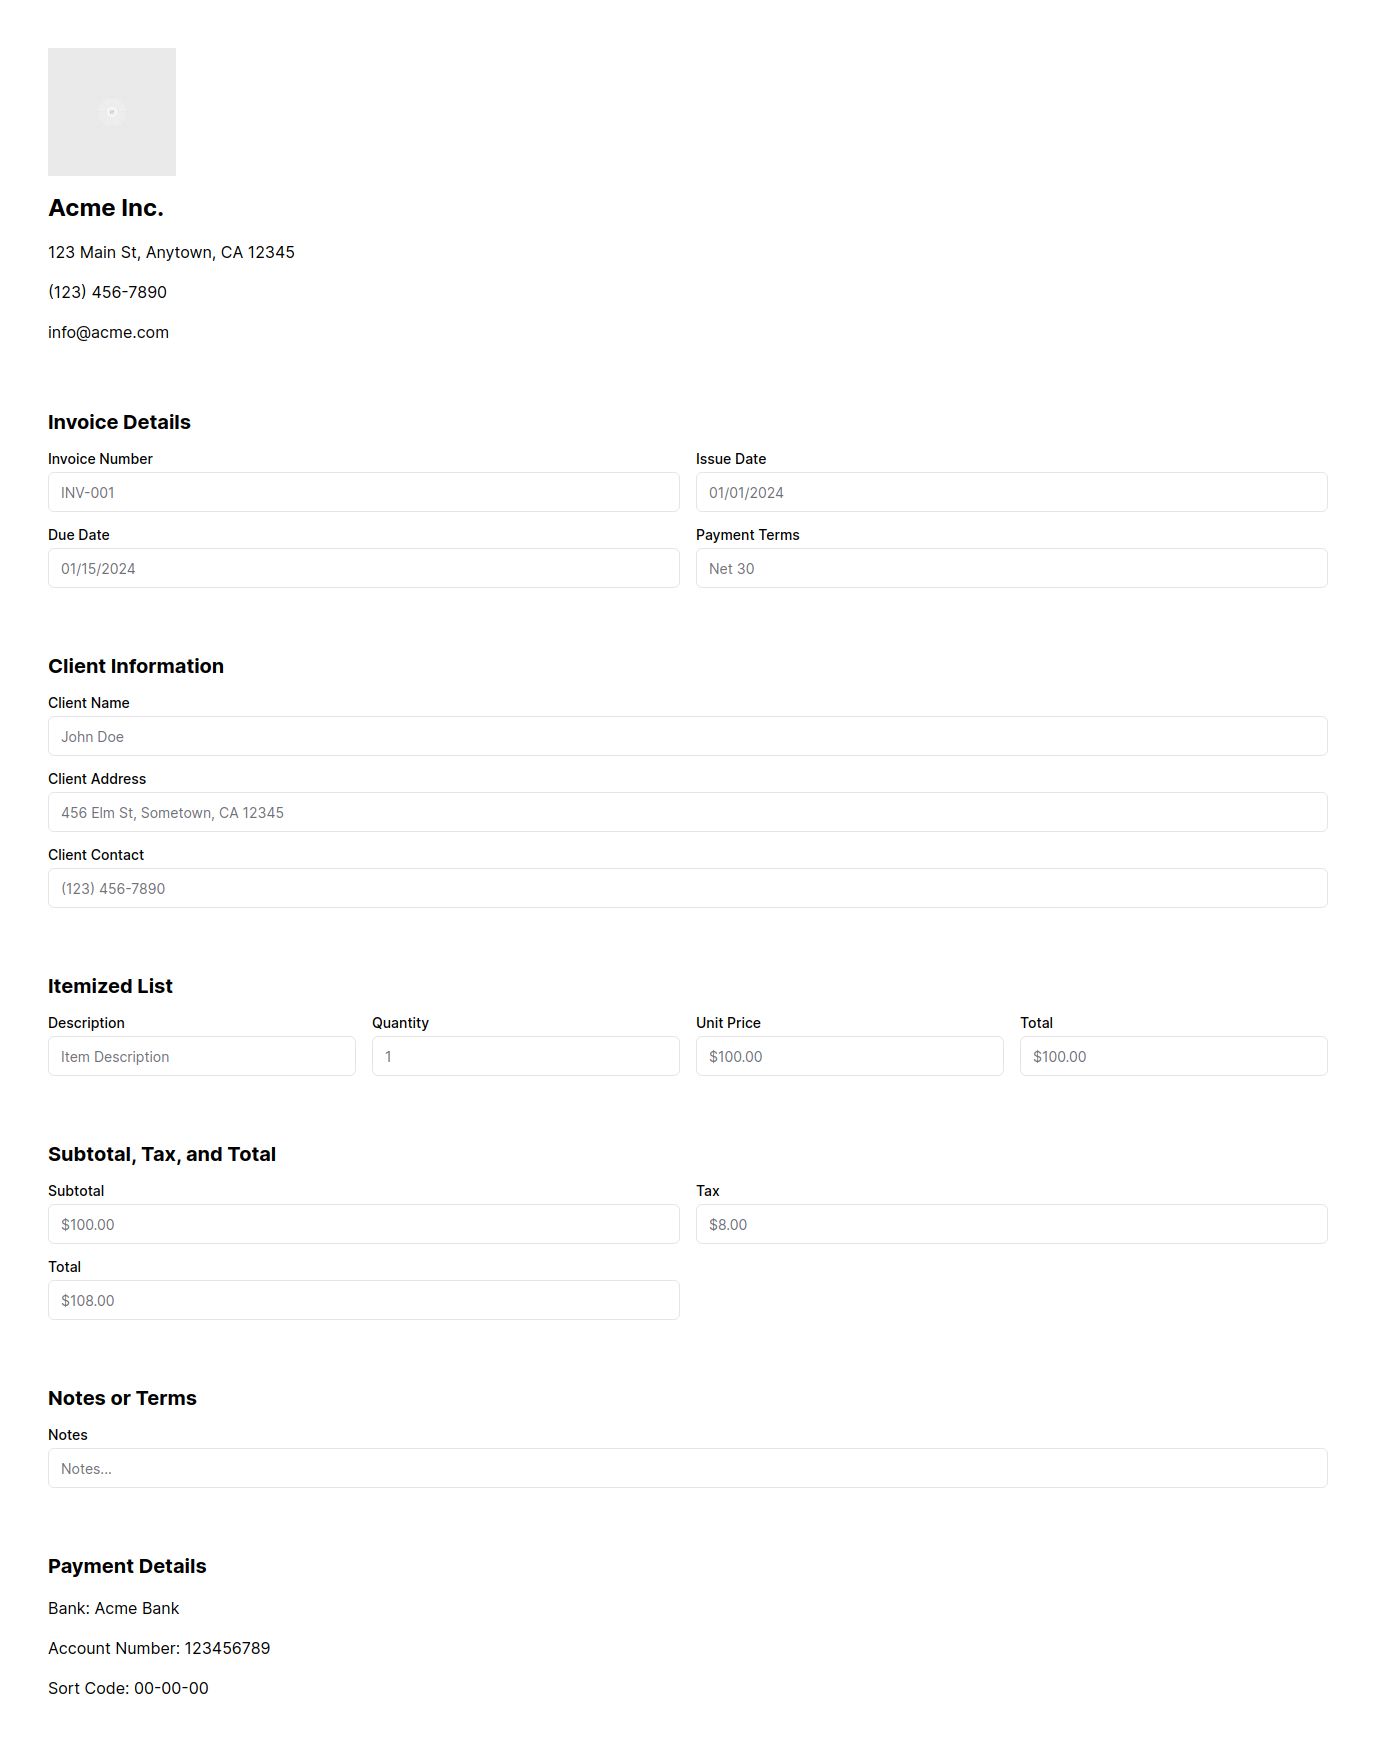 Acme Inc.
123 Main St, Anytown, CA 12345
(123) 456-7890
info@acme.com
Invoice Details
Invoice Number
Issue Date
INV-001
01/01/2024
Due Date
Payment Terms
01/15/2024
Net 30
Client Information
Client Name
John Doe
Client Address
456 Elm St, Sometown, CA 12345
Client Contact
(123) 456-7890
Itemized List
Description
Quantity
Unit Price
Total
Item Description
1
$100.00
$100.00
Subtotal, Tax, and Total
Subtotal
Tax
$100.00
$8.00
Total
$108.00
Notes or Terms
Notes
Notes...
Payment Details
Bank: Acme Bank
Account Number: 123456789
Sort Code: 00-00-00